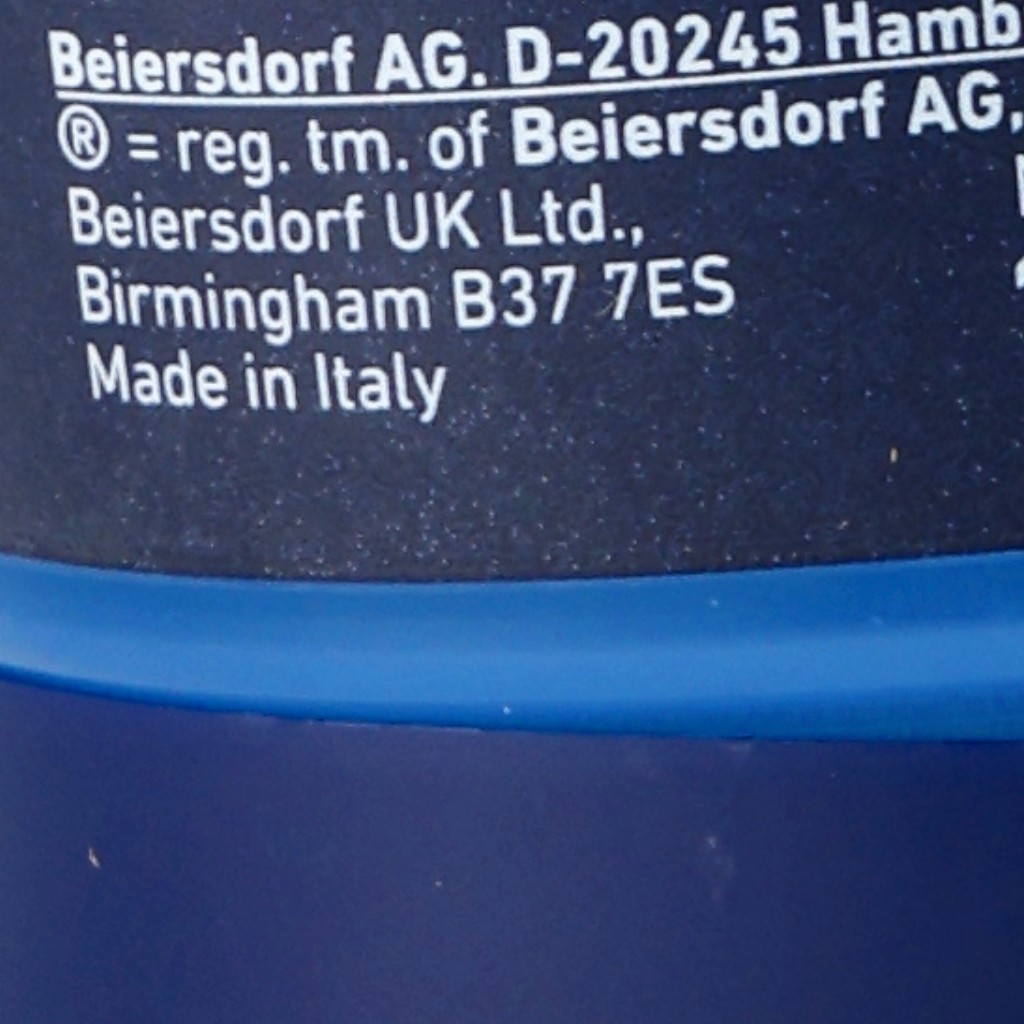 Beiersdorf AG. D-20245 Hamb
® = reg. tm. of Beiersdorf AG,
Beiersdorf UK Ltd.,
Birmingham B37 7ES
Made in Italy